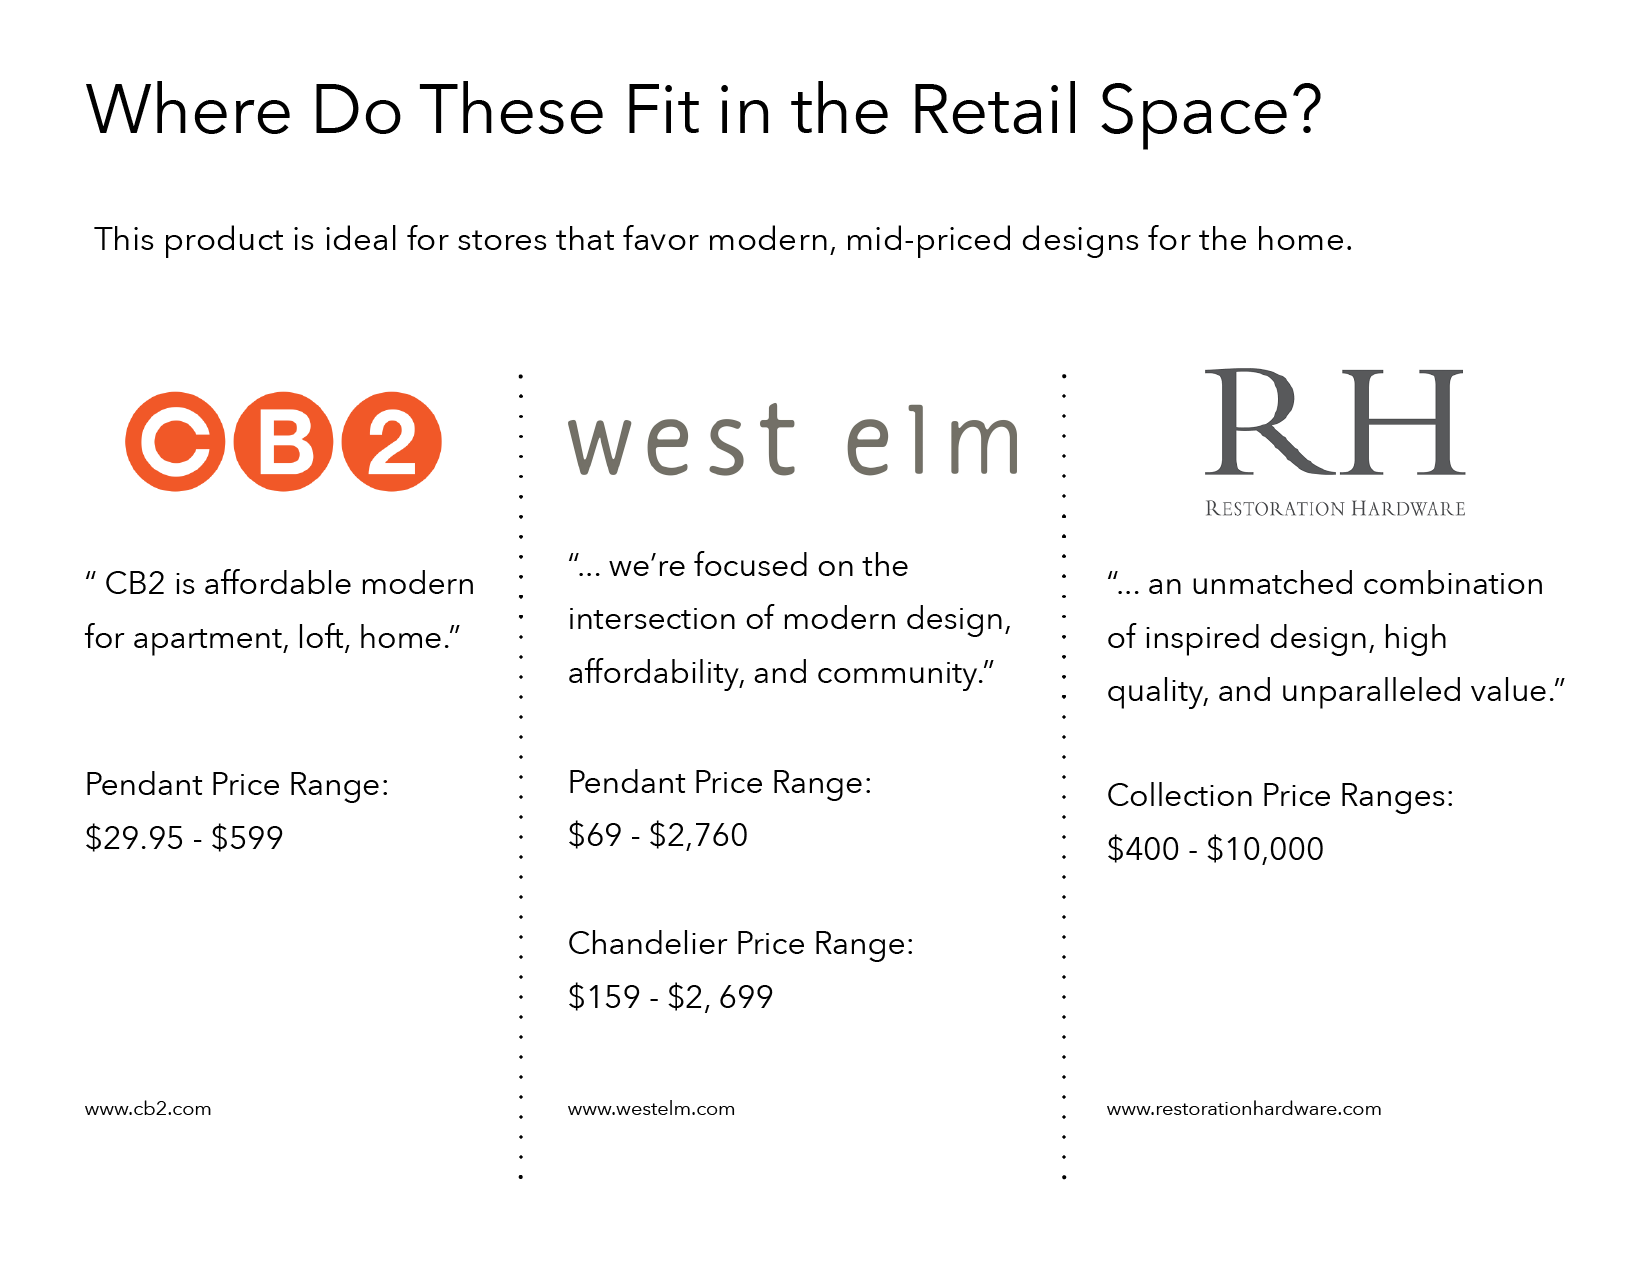 Where Do These Fit in the Retail Space?
This product is ideal for stores that favor modern, mid-priced designs for the home.
CB2
“ CB2 is affordable modern
for apartment, loft, home.”
Pendant Price Range:
$29.95 - $599
www.cb2.com
west elm
“... we’re focused on the
intersection of modern design,
affordability, and community.”
Pendant Price Range:
$69 - $2,760
Chandelier Price Range:
$159 - $2, 699
www.westelm.com
RH
RESTORATION HARDWARE
“... an unmatched combination
of inspired design, high
quality, and unparalleled value.”
Collection Price Ranges:
$400 - $10,000
www.restorationhardware.com